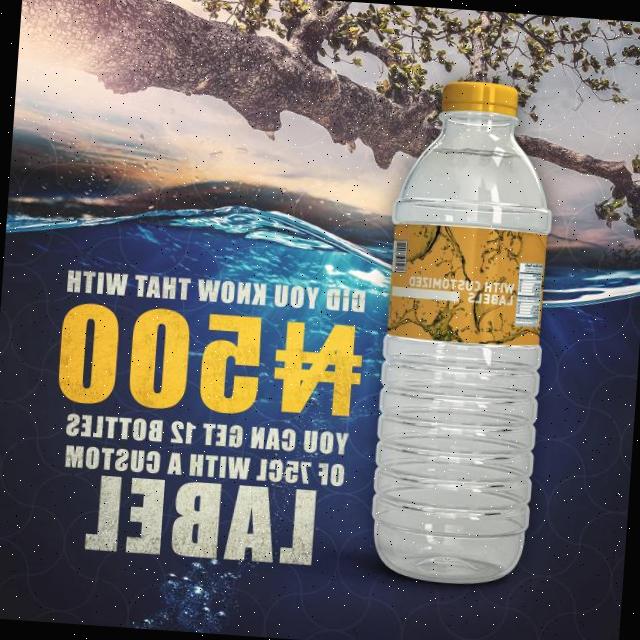 DID YOU KNOW THAT WITH
₦500
YOU CAN GET 12 BOTTLES
OF 75CL WITH A CUSTOM
LABEL
WITH CUSTOMIZED
LABELS